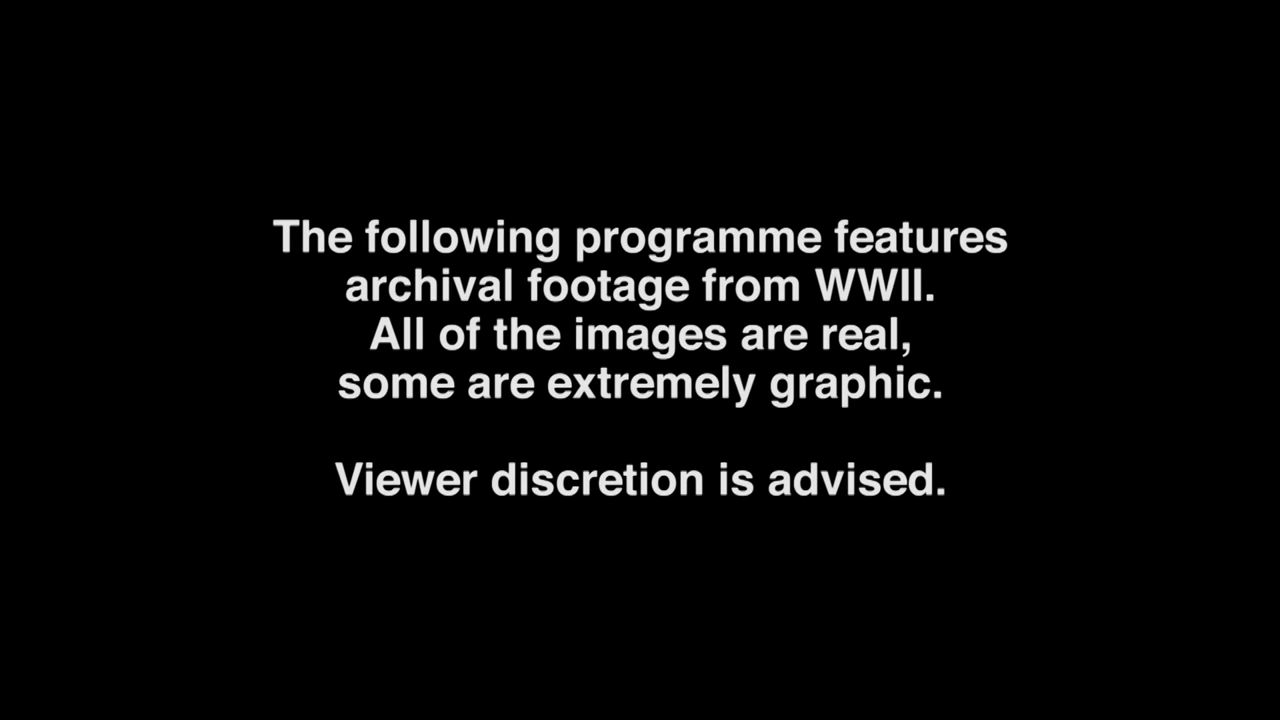 The following programme features
archival footage from WWII.
All of the images are real,
some are extremely graphic.
Viewer discretion is advised.